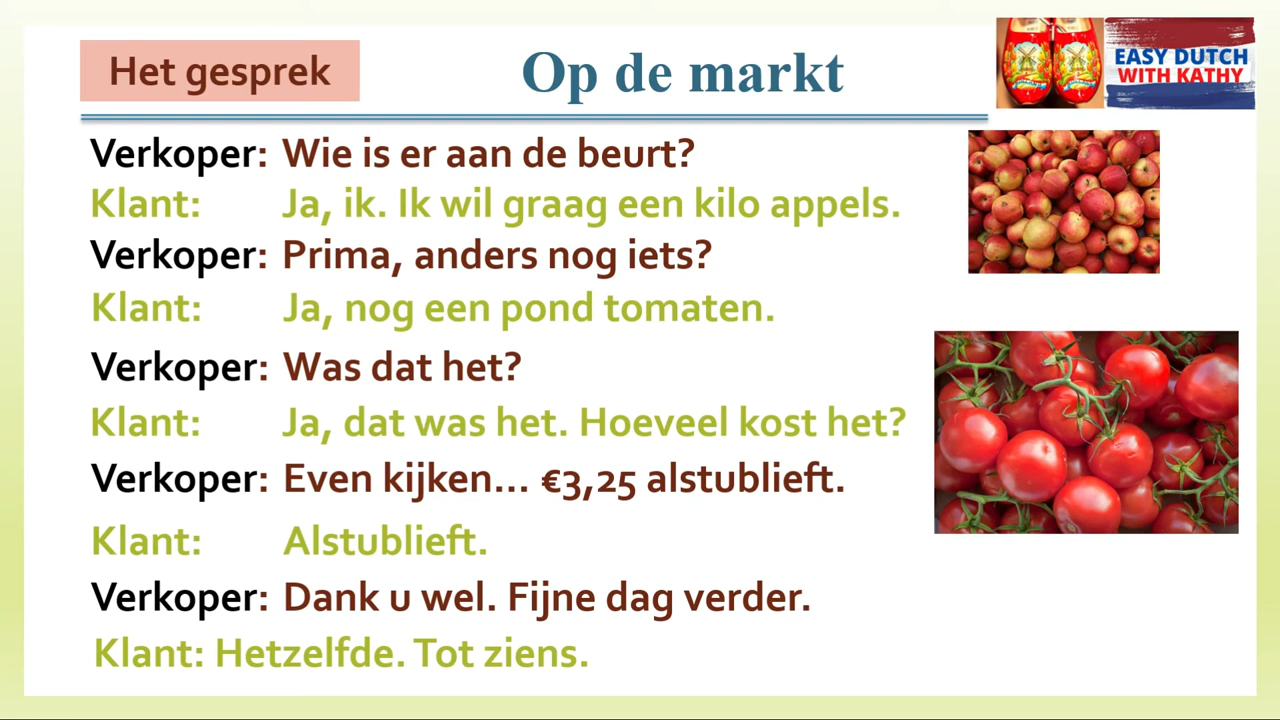 Het gesprek
Op de markt
EASY DUTCH
WITH KATHY
Verkoper: Wie is er aan de beurt?
Klant: Ja, ik. Ik wil graag een kilo appels.
Verkoper: Prima, anders nog iets?
Klant: Ja, nog een pond tomaten.
Verkoper: Was dat het?
Klant: Ja, dat was het. Hoeveel kost het?
Verkoper: Even kijken... €3,25 alstublieft.
Klant: Alstublieft.
Verkoper: Dank u wel. Fijne dag verder.
Klant: Hetzelfde. Tot ziens.